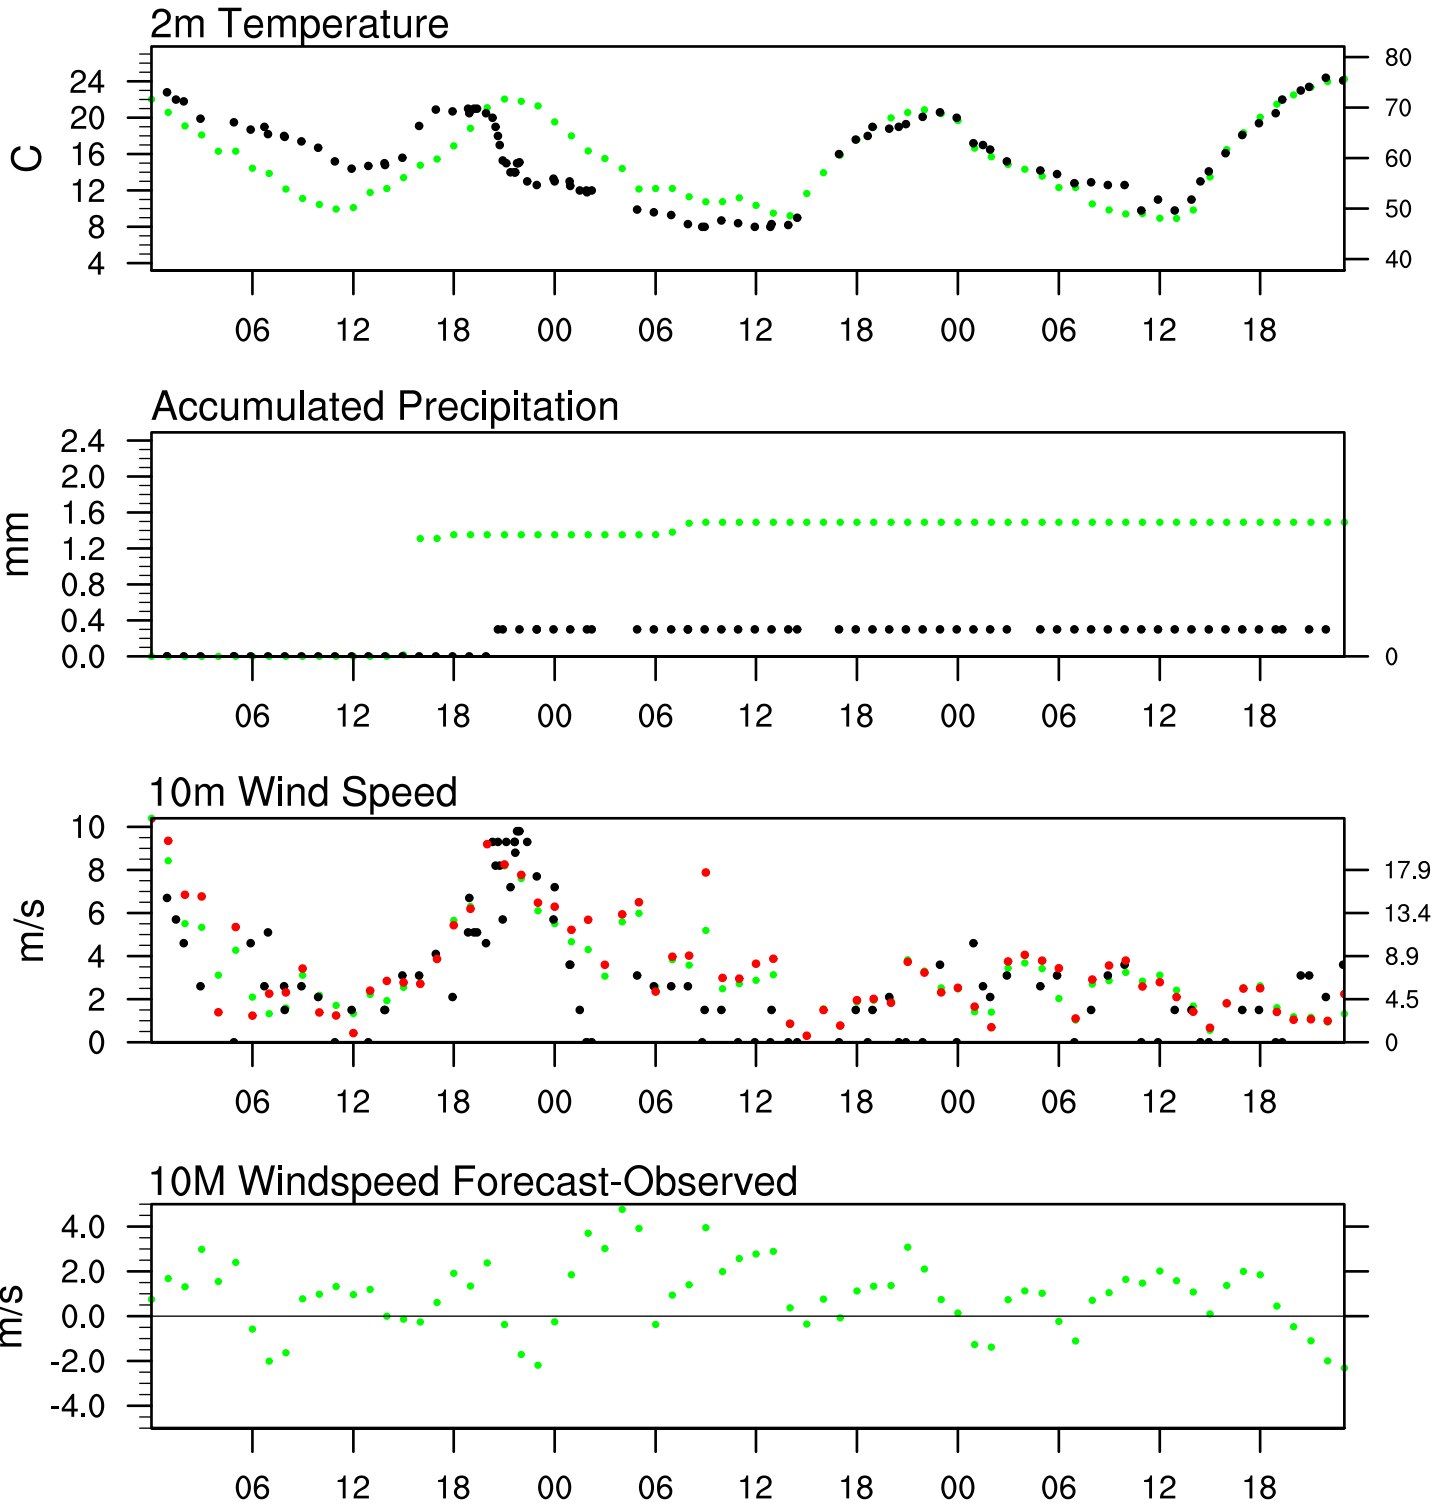 2m Temperature
C
24
20
16
12
8
4
80
70
60
50
40
06 12 18 00 06 12 18 00 06 12 18
Accumulated Precipitation
mm
2.4
2.0
1.6
1.2
0.8
0.4
0.0
0
06 12 18 00 06 12 18 00 06 12 18
10m Wind Speed
m/s
10
8
6
4
2
0
17.9
13.4
8.9
4.5
0
06 12 18 00 06 12 18 00 06 12 18
10M Windspeed Forecast-Observed
m/s
4.0
2.0
0.0
-2.0
-4.0
06 12 18 00 06 12 18 00 06 12 18